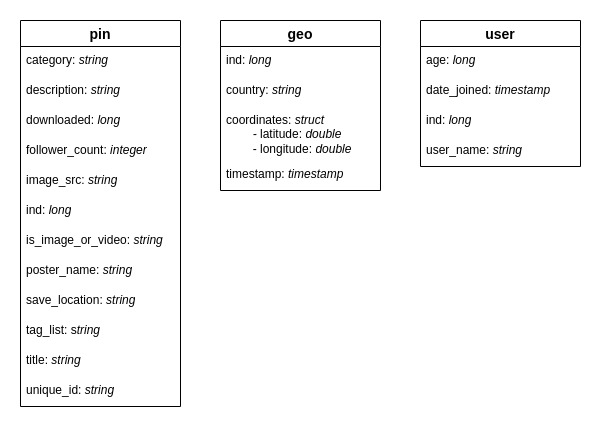 pin
category: string
description: string
downloaded: long
follower_count: integer
image_src: string
ind: long
is_image_or_video: string
poster_name: string
save_location: string
tag_list: string
title: string
unique_id: string
geo
ind: long
country: string
coordinates: struct
- latitude: double
- longitude: double
timestamp: timestamp
user
age: long
date_joined: timestamp
ind: long
user_name: string